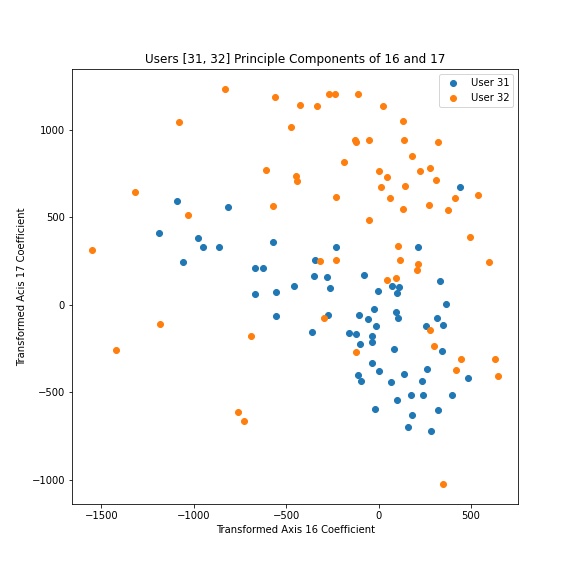 Users [31, 32] Principle Components of 16 and 17
User 31
User 32
Transformed Acis 17 Coefficient
1000
500
0
−500
−1000
−1500
−1000
−500
0
500
Transformed Axis 16 Coefficient